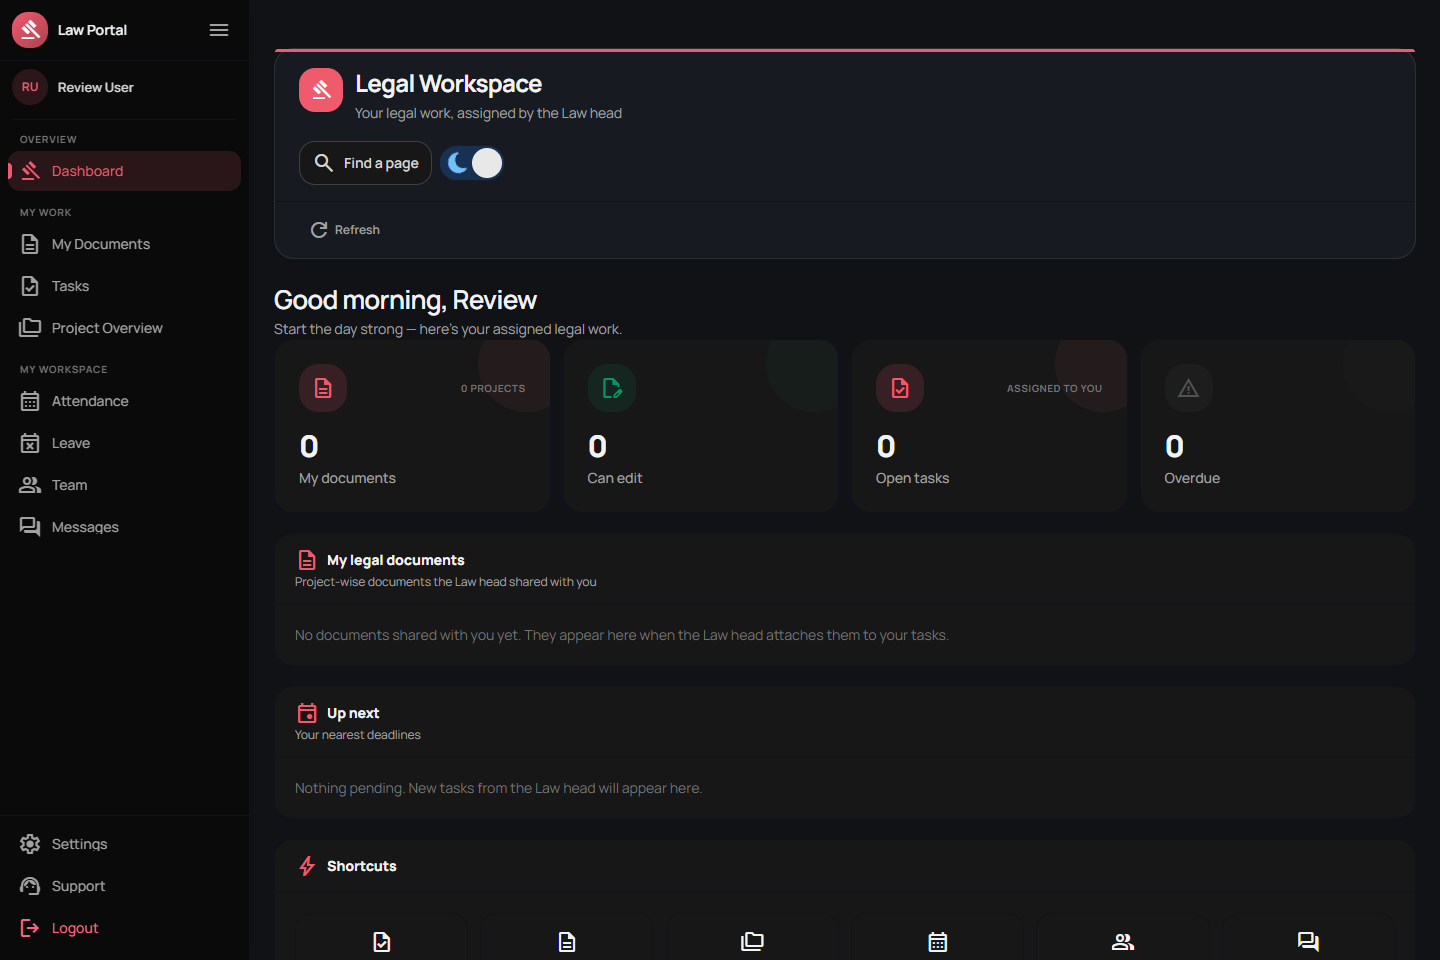 Law Portal
RU
Review User
OVERVIEW
Dashboard
MY WORK
My Documents
Tasks
Project Overview
MY WORKSPACE
Attendance
Leave
Team
Messages
Settings
Support
Logout
Legal Workspace
Your legal work, assigned by the Law head
Find a page
Refresh
Good morning, Review
Start the day strong — here's your assigned legal work.
0 PROJECTS
0
My documents
0
Can edit
ASSIGNED TO YOU
0
Open tasks
0
Overdue
My legal documents
Project-wise documents the Law head shared with you
No documents shared with you yet. They appear here when the Law head attaches them to your tasks.
Up next
Your nearest deadlines
Nothing pending. New tasks from the Law head will appear here.
Shortcuts